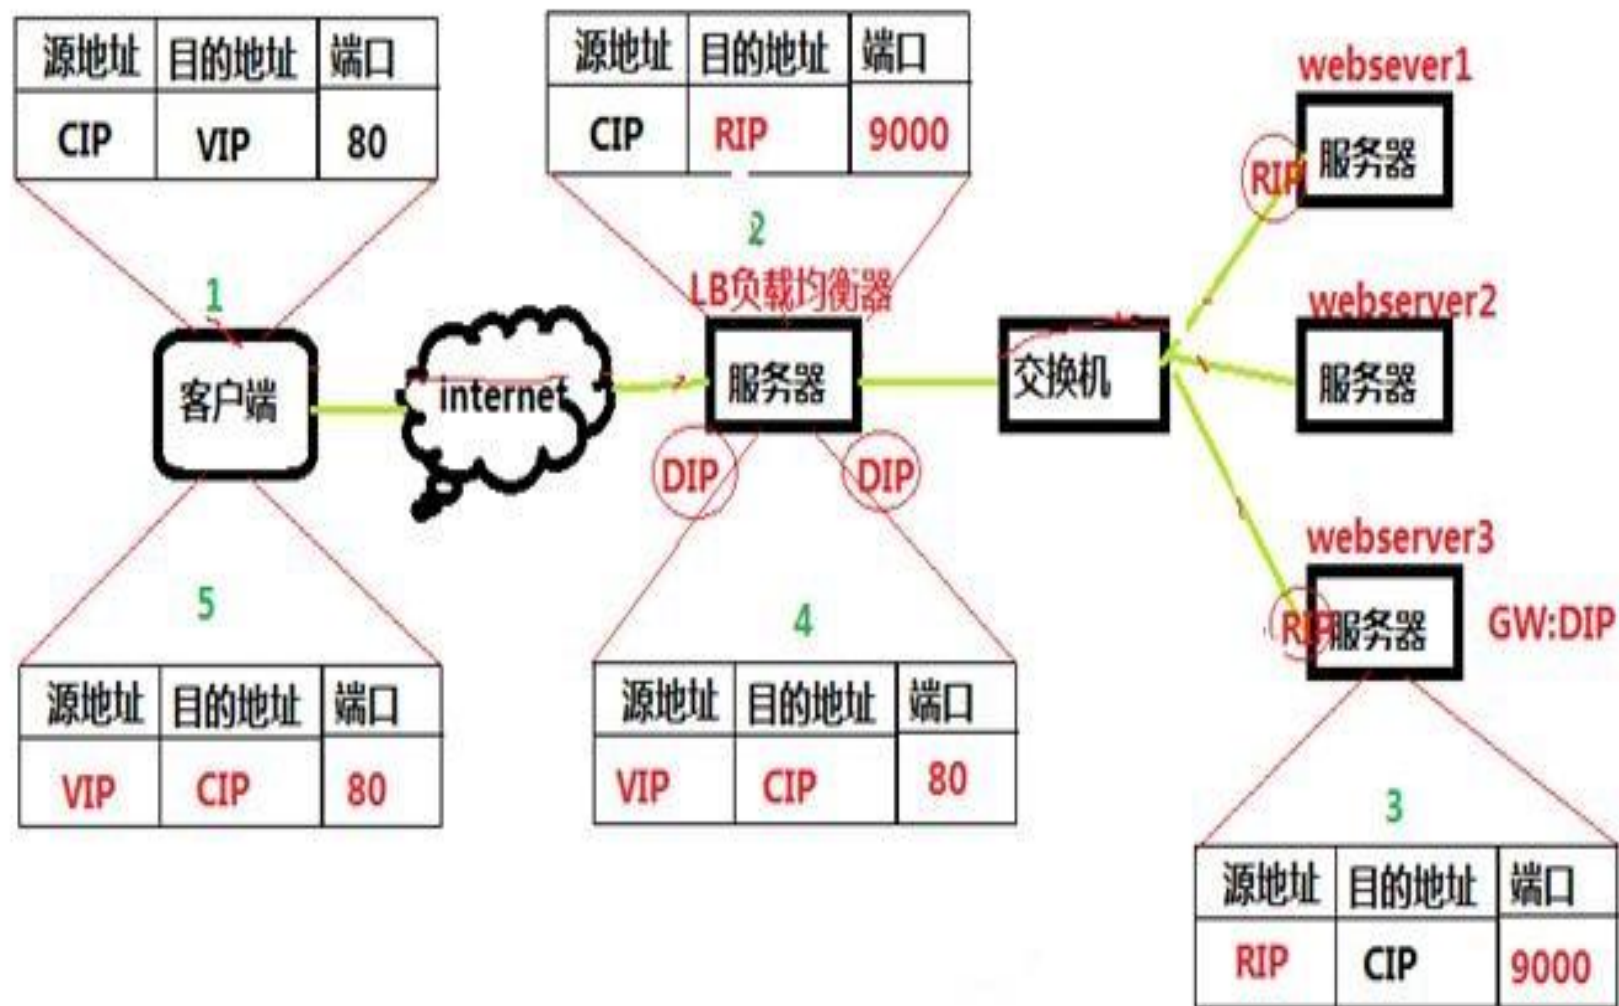 源地址 目的地址 端口
CIP VIP 80
源地址 目的地址 端口
CIP RIP 9000
websever1
服务器
RIP
1
2
LB负载均衡器
webserver2
客户端
internet
服务器
交换机
服务器
DIP
DIP
webserver3
5
4
RIP
服务器
GW:DIP
源地址 目的地址 端口
VIP CIP 80
源地址 目的地址 端口
VIP CIP 80
3
源地址 目的地址 端口
RIP CIP 9000